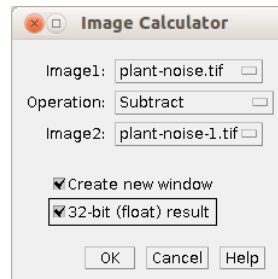 Image Calculator
Image1: plant-noise.tif
Operation: Subtract
Image2: plant-noise-1.tif
Create new window
32-bit (float) result
OK Cancel Help